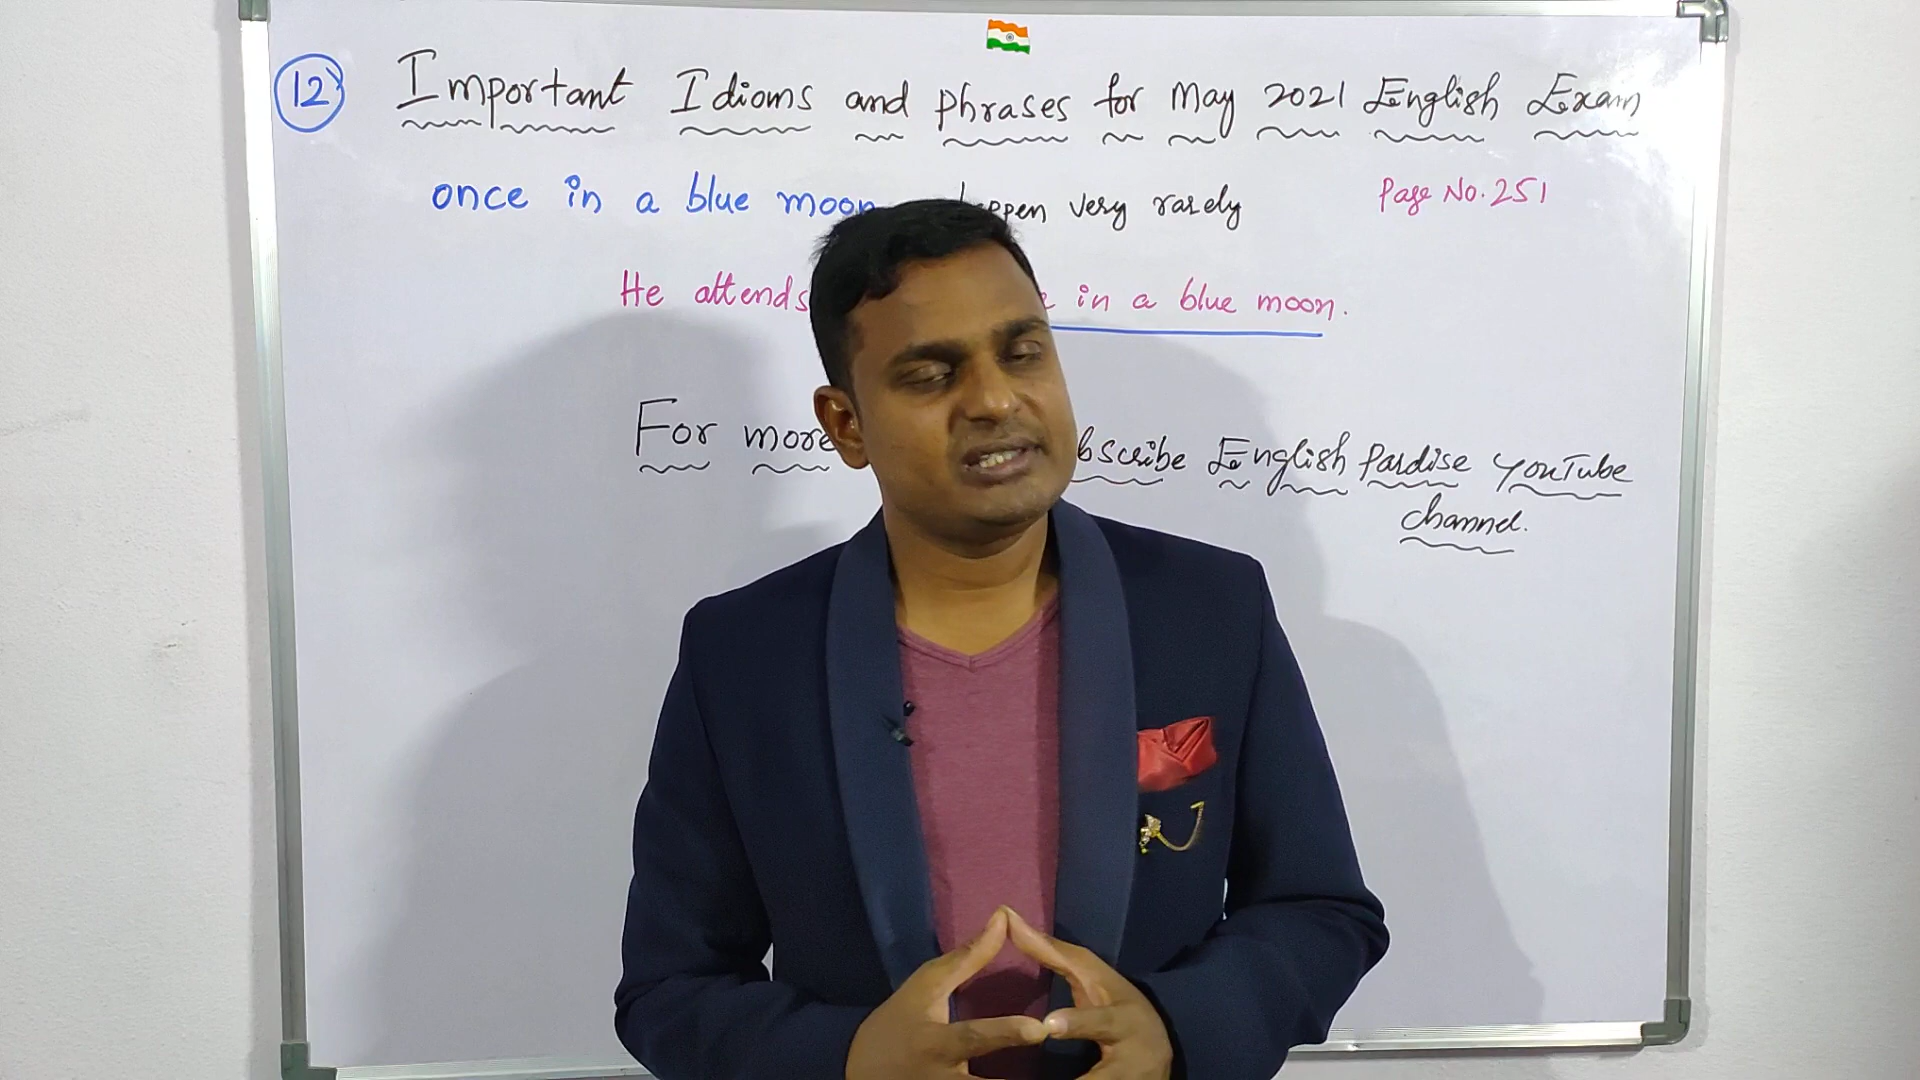 12 Important Idioms and phrases for may 2021 English Exam
once in a blue moon happen very rarely
Page No. 251
He attends in a blue moon.
For more English Pardise YouTube
channel.